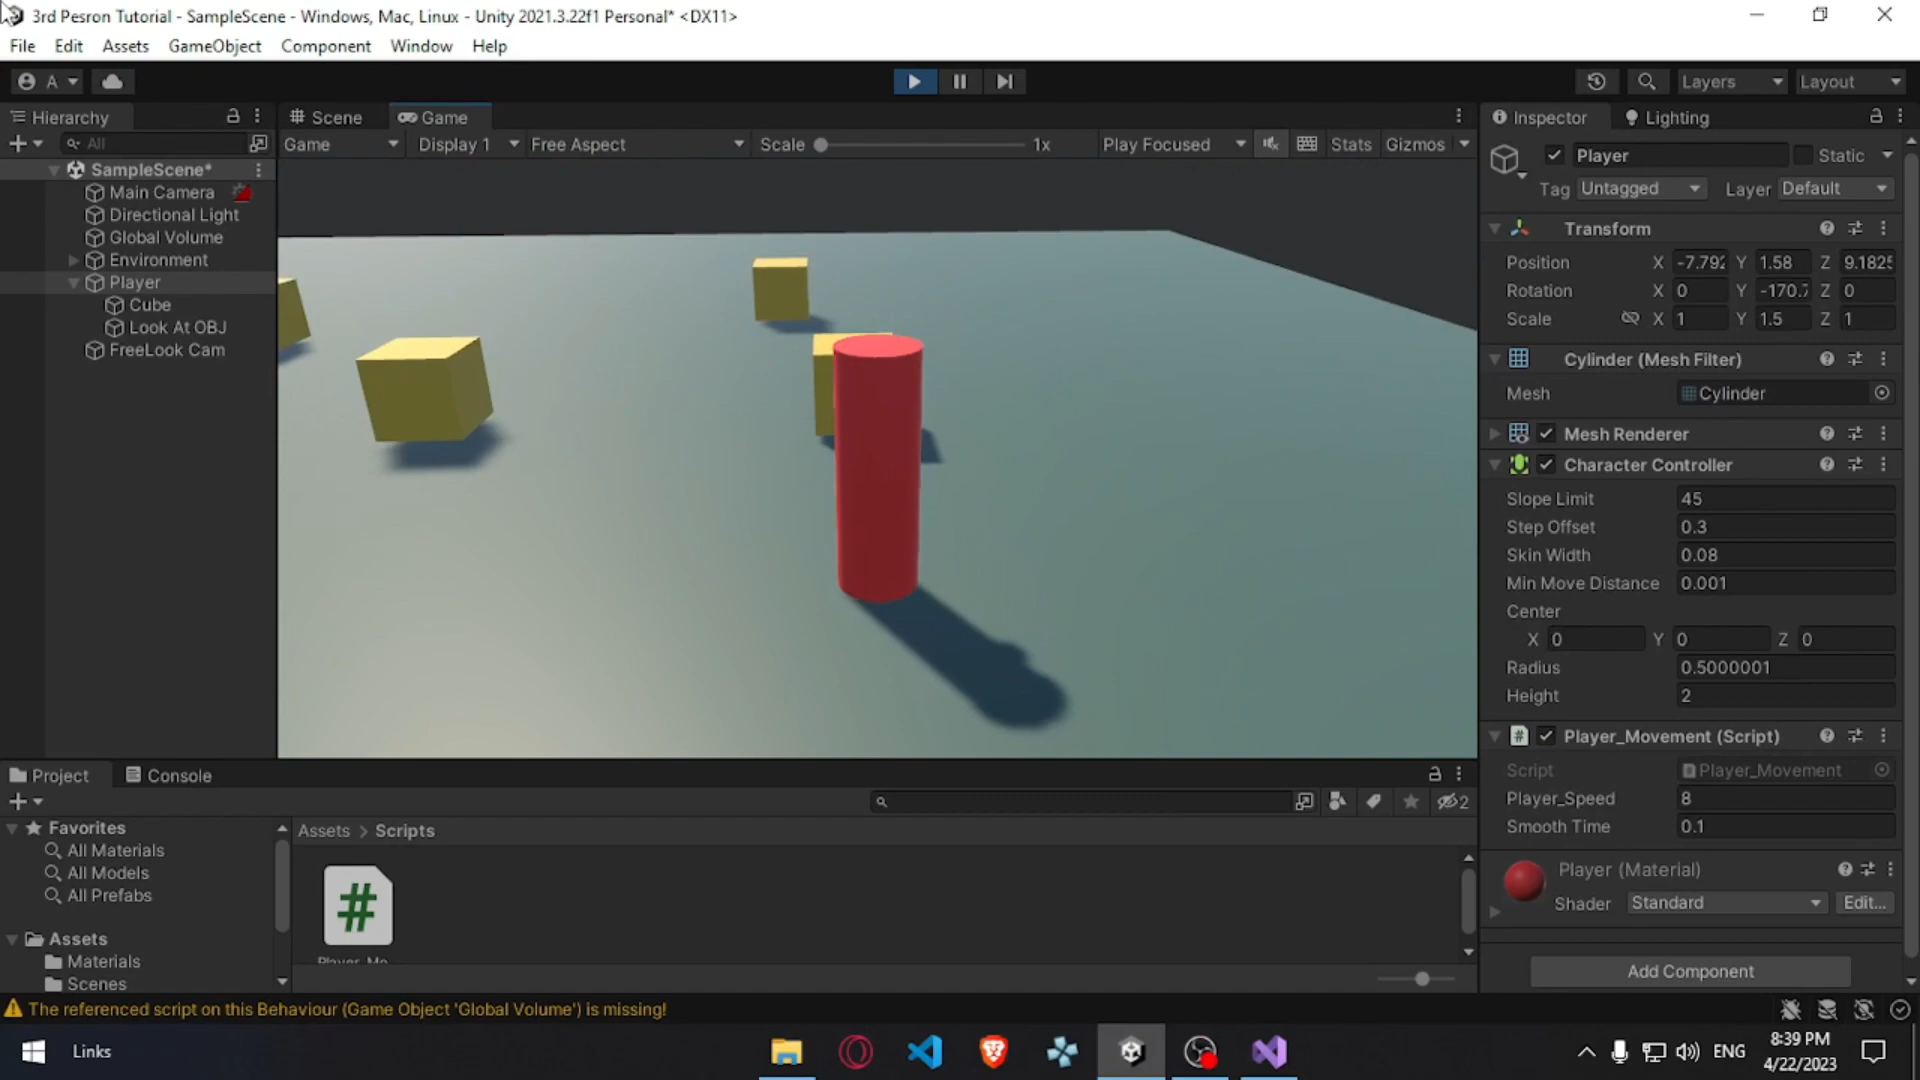 3rd Pesron Tutorial - SampleScene - Windows, Mac, Linux - Unity 2021.3.22f1 Personal* <DX11>
File Edit Assets GameObject Component Window Help
A Layers Layout
Hierarchy
All
SampleScene*
Main Camera
Directional Light
Global Volume
Environment
Player
Cube
Look At OBJ
FreeLook Cam
Scene Game
Game Display 1 Free Aspect Scale 1x Play Focused Stats Gizmos
Inspector Lighting
Player Static
Tag Untagged Layer Default
Transform
Position X -7.792 Y 1.58 Z 9.1825
Rotation X 0 Y -170.7 Z 0
Scale X 1 Y 1.5 Z 1
Cylinder (Mesh Filter)
Mesh Cylinder
Mesh Renderer
Character Controller
Slope Limit 45
Step Offset 0.3
Skin Width 0.08
Min Move Distance 0.001
Center
X 0 Y 0 Z 0
Radius 0.5000001
Height 2
# Player_Movement (Script)
Script Player_Movement
Player_Speed 8
Smooth Time 0.1
Player (Material)
Shader Standard Edit...
Add Component
Project Console
2
Favorites
All Materials
All Models
All Prefabs
Assets
Materials
Scenes
Assets > Scripts
#
The referenced script on this Behaviour (Game Object 'Global Volume') is missing!
Links
ENG
8:39 PM
4/22/2023